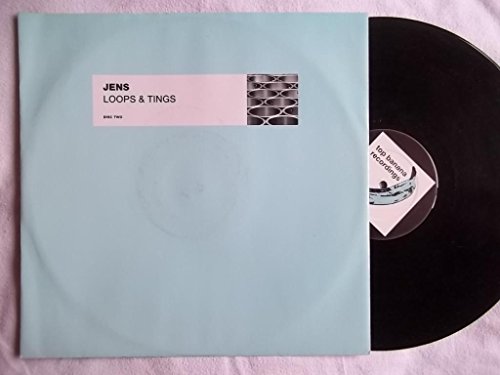 JENS
LOOPS & TINGS
DISC TWO
top banana
recordings